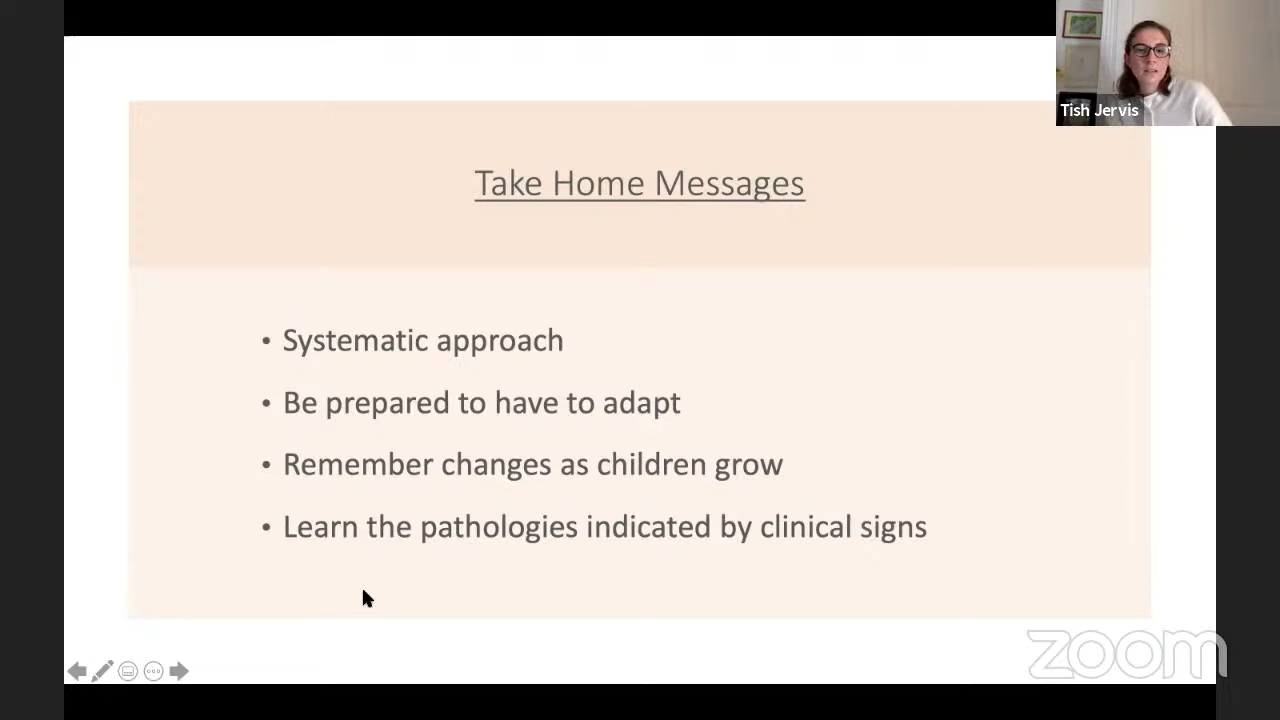 Tish Jervis
Take Home Messages
• Systematic approach
• Be prepared to have to adapt
• Remember changes as children grow
• Learn the pathologies indicated by clinical signs
zoom